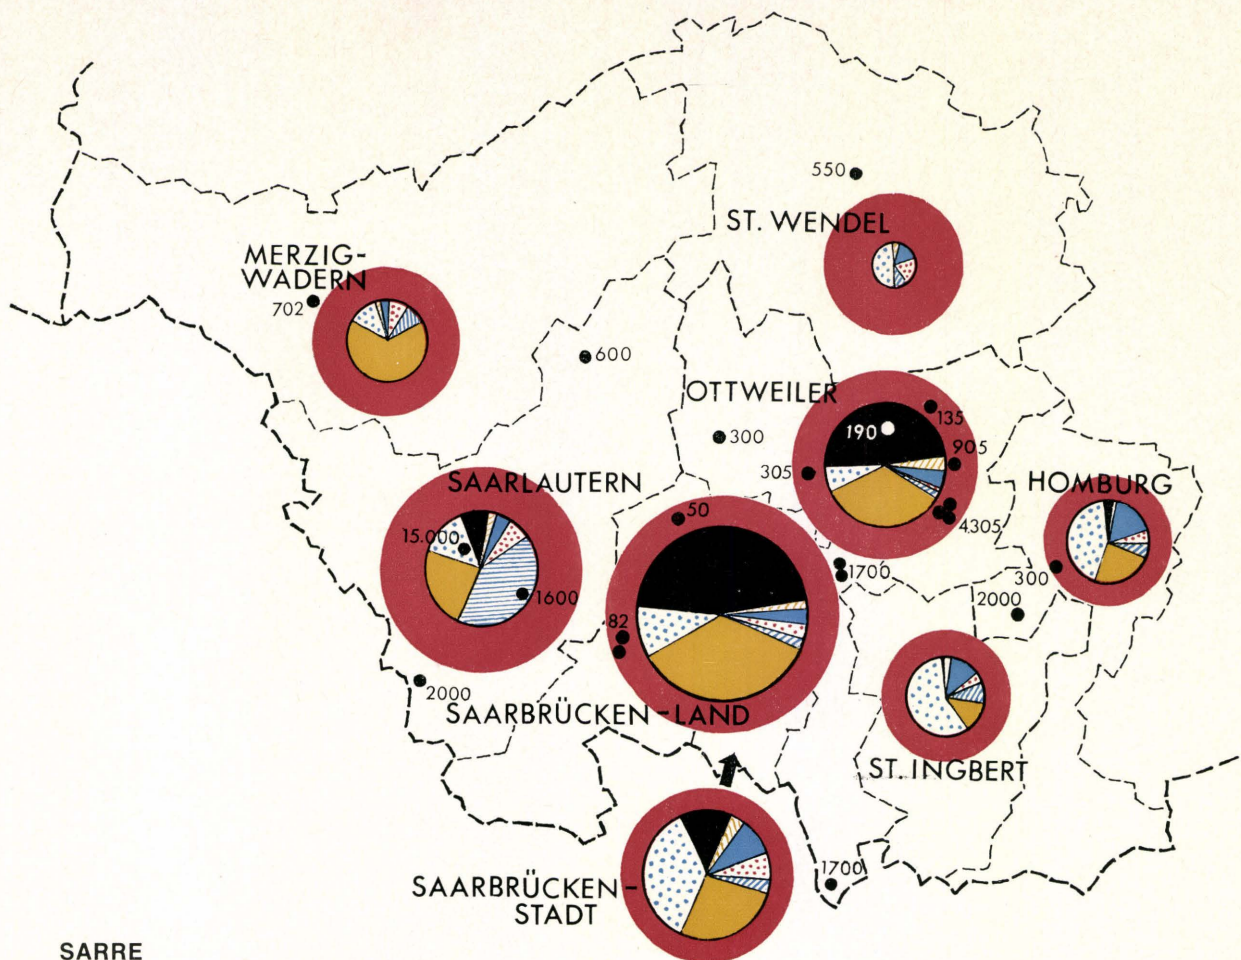 550
ST. WENDEL
MERZIG-
WADERN
702
600
OTTWEILER
135
190
300
905
305
HOMBURG
SAARLAUTERN
50
4305
15.000
1700
300
1600
2000
82
2000
SAARBRÜCKEN-LAND
ST. INGBERT
1700
SAARBRÜCKEN-
STADT
SARRE